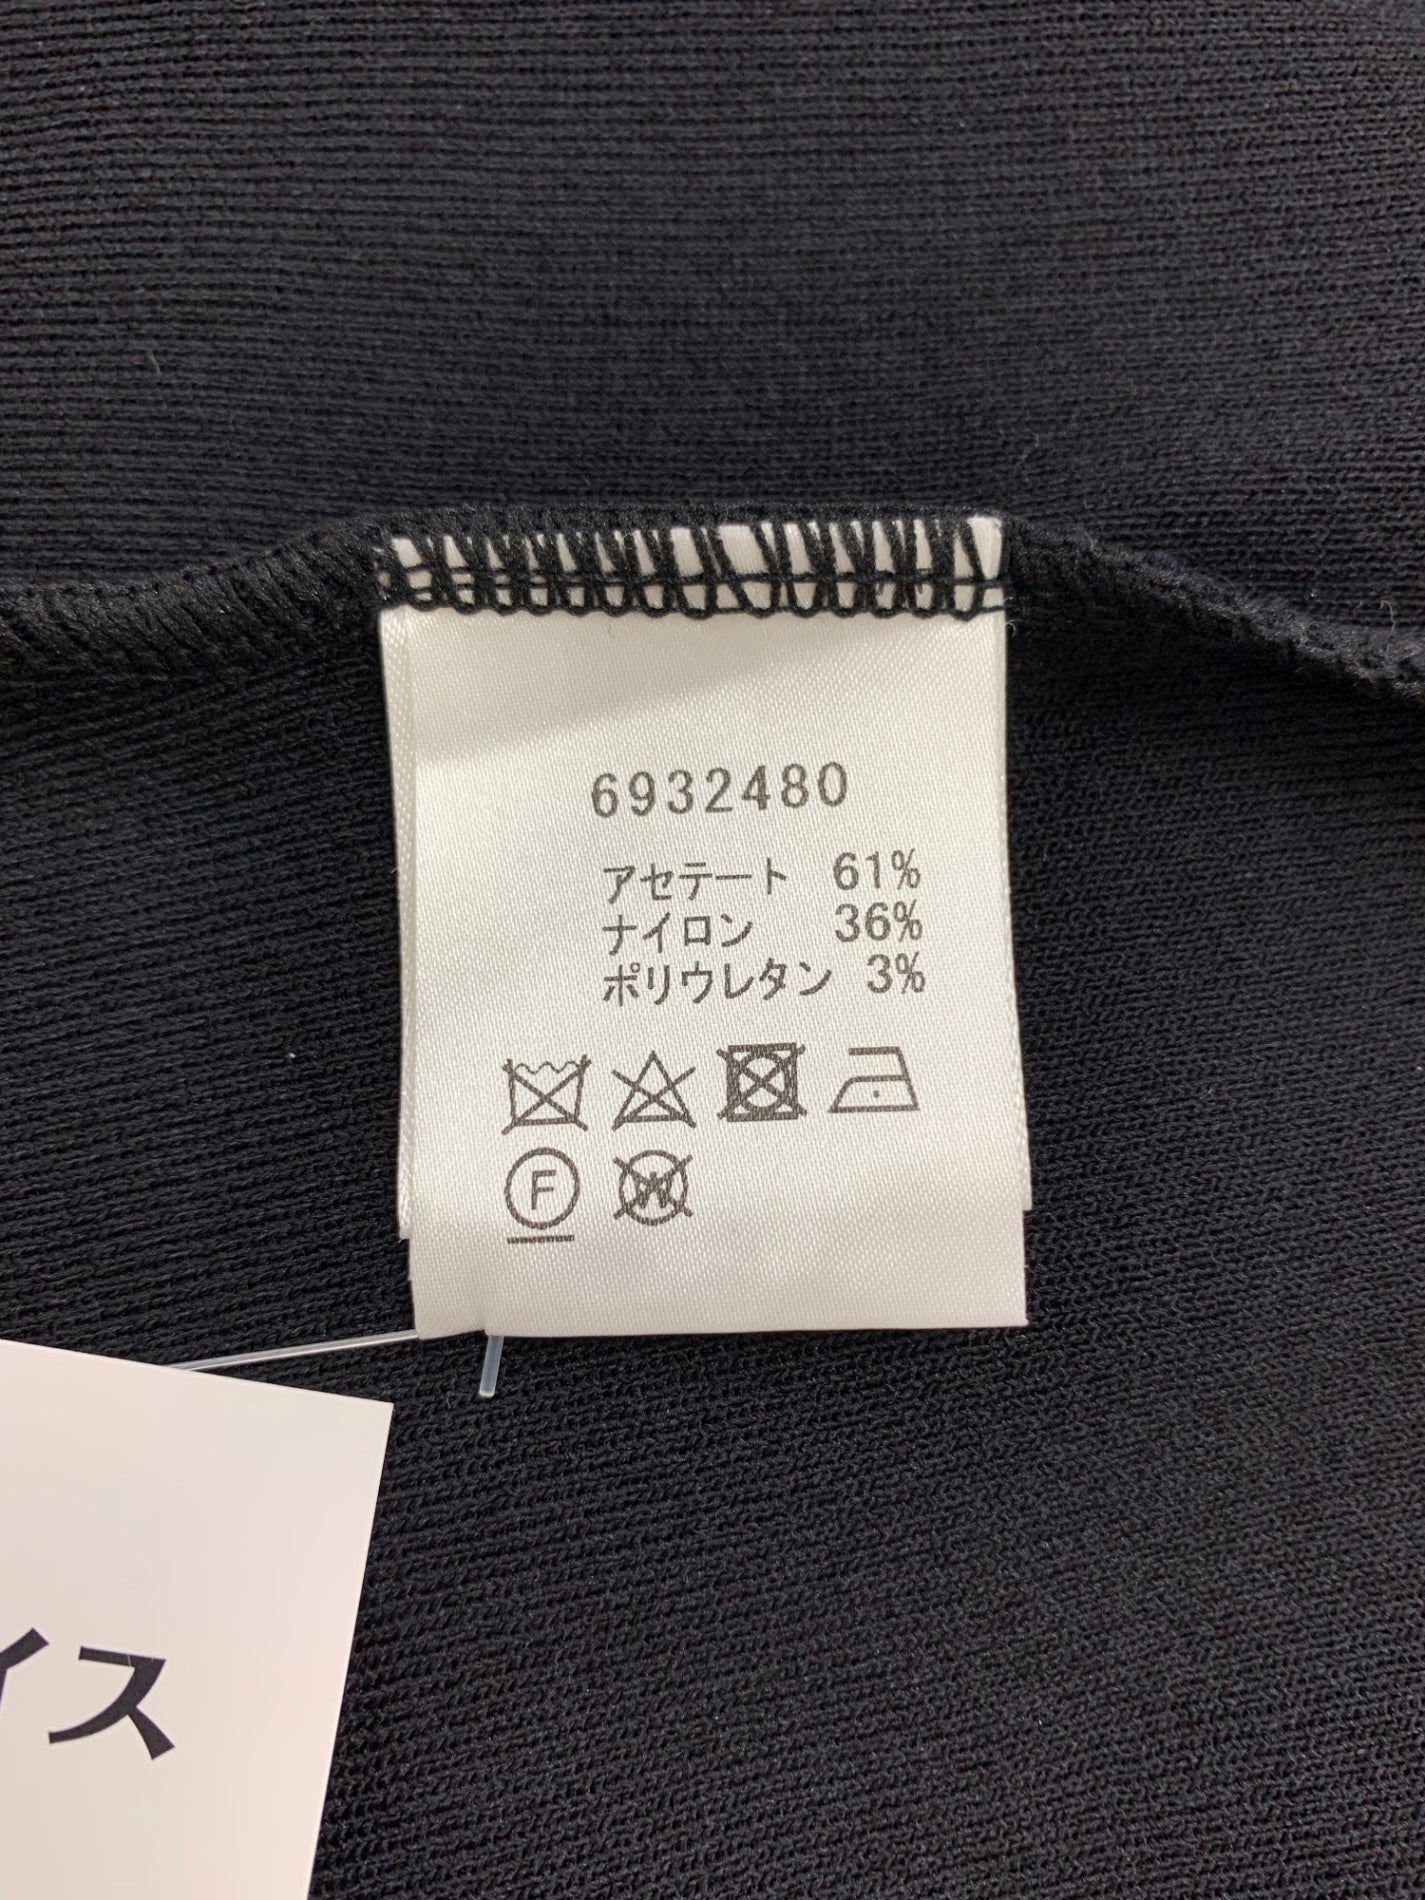 6932480
アセテート 61%
ナイロン 36%
ポリウレタン 3%
F
W
イス